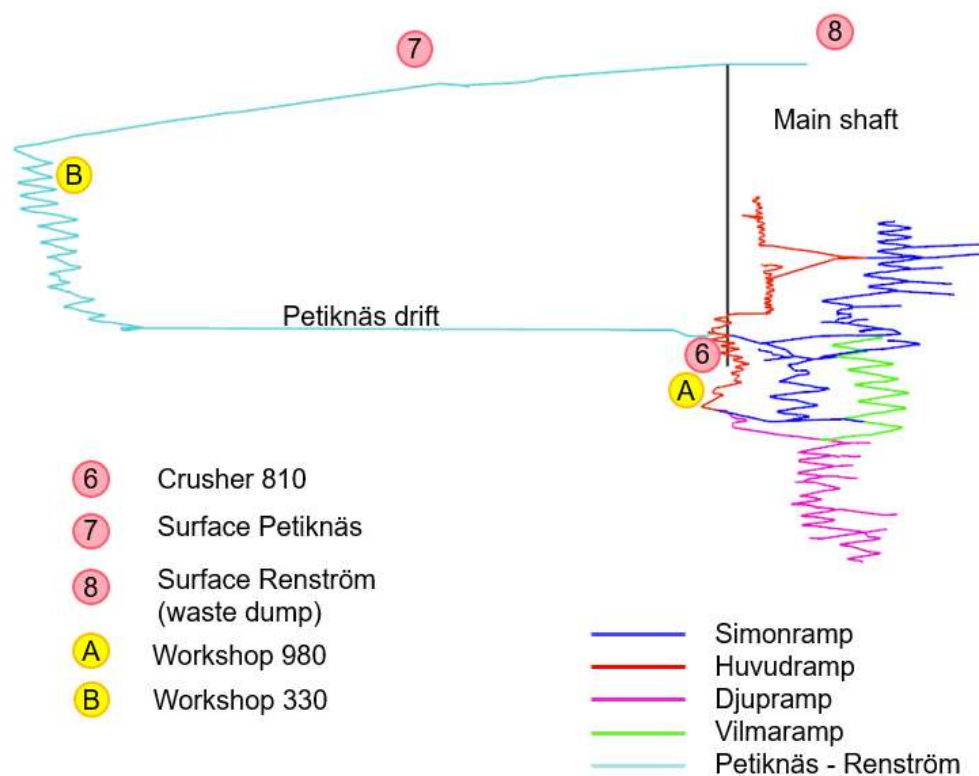 8
7
Main shaft
B
Petiknäs drift
6
A
6 Crusher 810
7 Surface Petiknäs
8 Surface Renström
(waste dump)
A Workshop 980
B Workshop 330
Simonramp
Huvudramp
Djupramp
Vilmaramp
Petiknäs - Renström